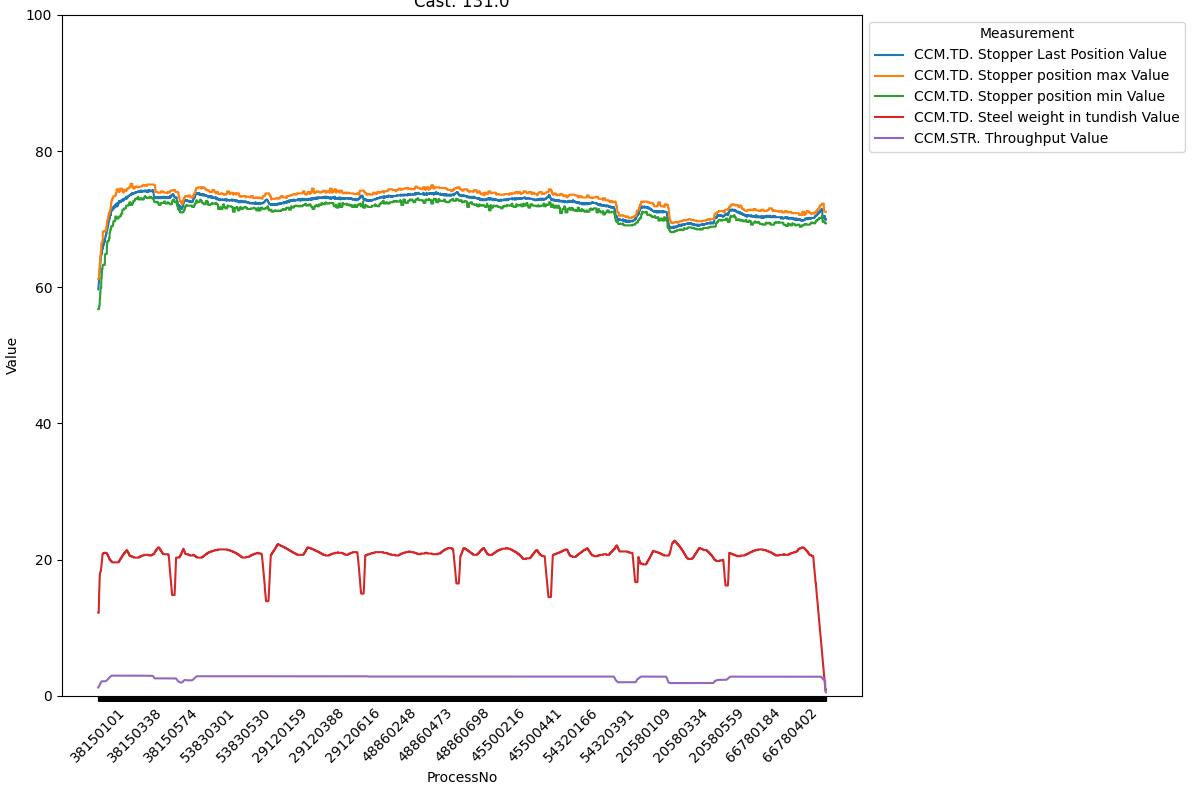 Cast: 131.0
100
80
60
40
20
0
Value
Measurement
CCM.TD. Stopper Last Position Value
CCM.TD. Stopper position max Value
CCM.TD. Stopper position min Value
CCM.TD. Steel weight in tundish Value
CCM.STR. Throughput Value
38150101
38150338
38150574
53830301
53830530
29120159
29120388
29120616
48860248
48860473
48860698
45500216
45500441
54320166
54320391
20580109
20580334
20580559
66780184
66780402
ProcessNo